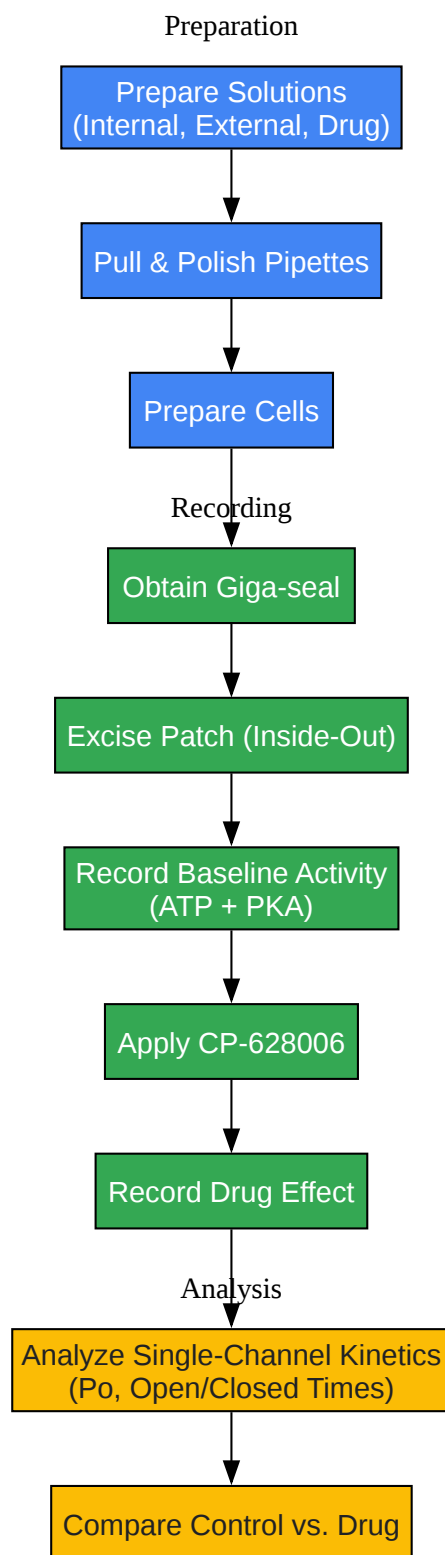 Preparation
Prepare Solutions
(Internal, External, Drug)
Pull & Polish Pipettes
Prepare Cells
Recording
Obtain Giga-seal
Excise Patch (Inside-Out)
Record Baseline Activity
(ATP + PKA)
Apply CP-628006
Record Drug Effect
Analysis
Analyze Single-Channel Kinetics
(Po, Open/Closed Times)
Compare Control vs. Drug